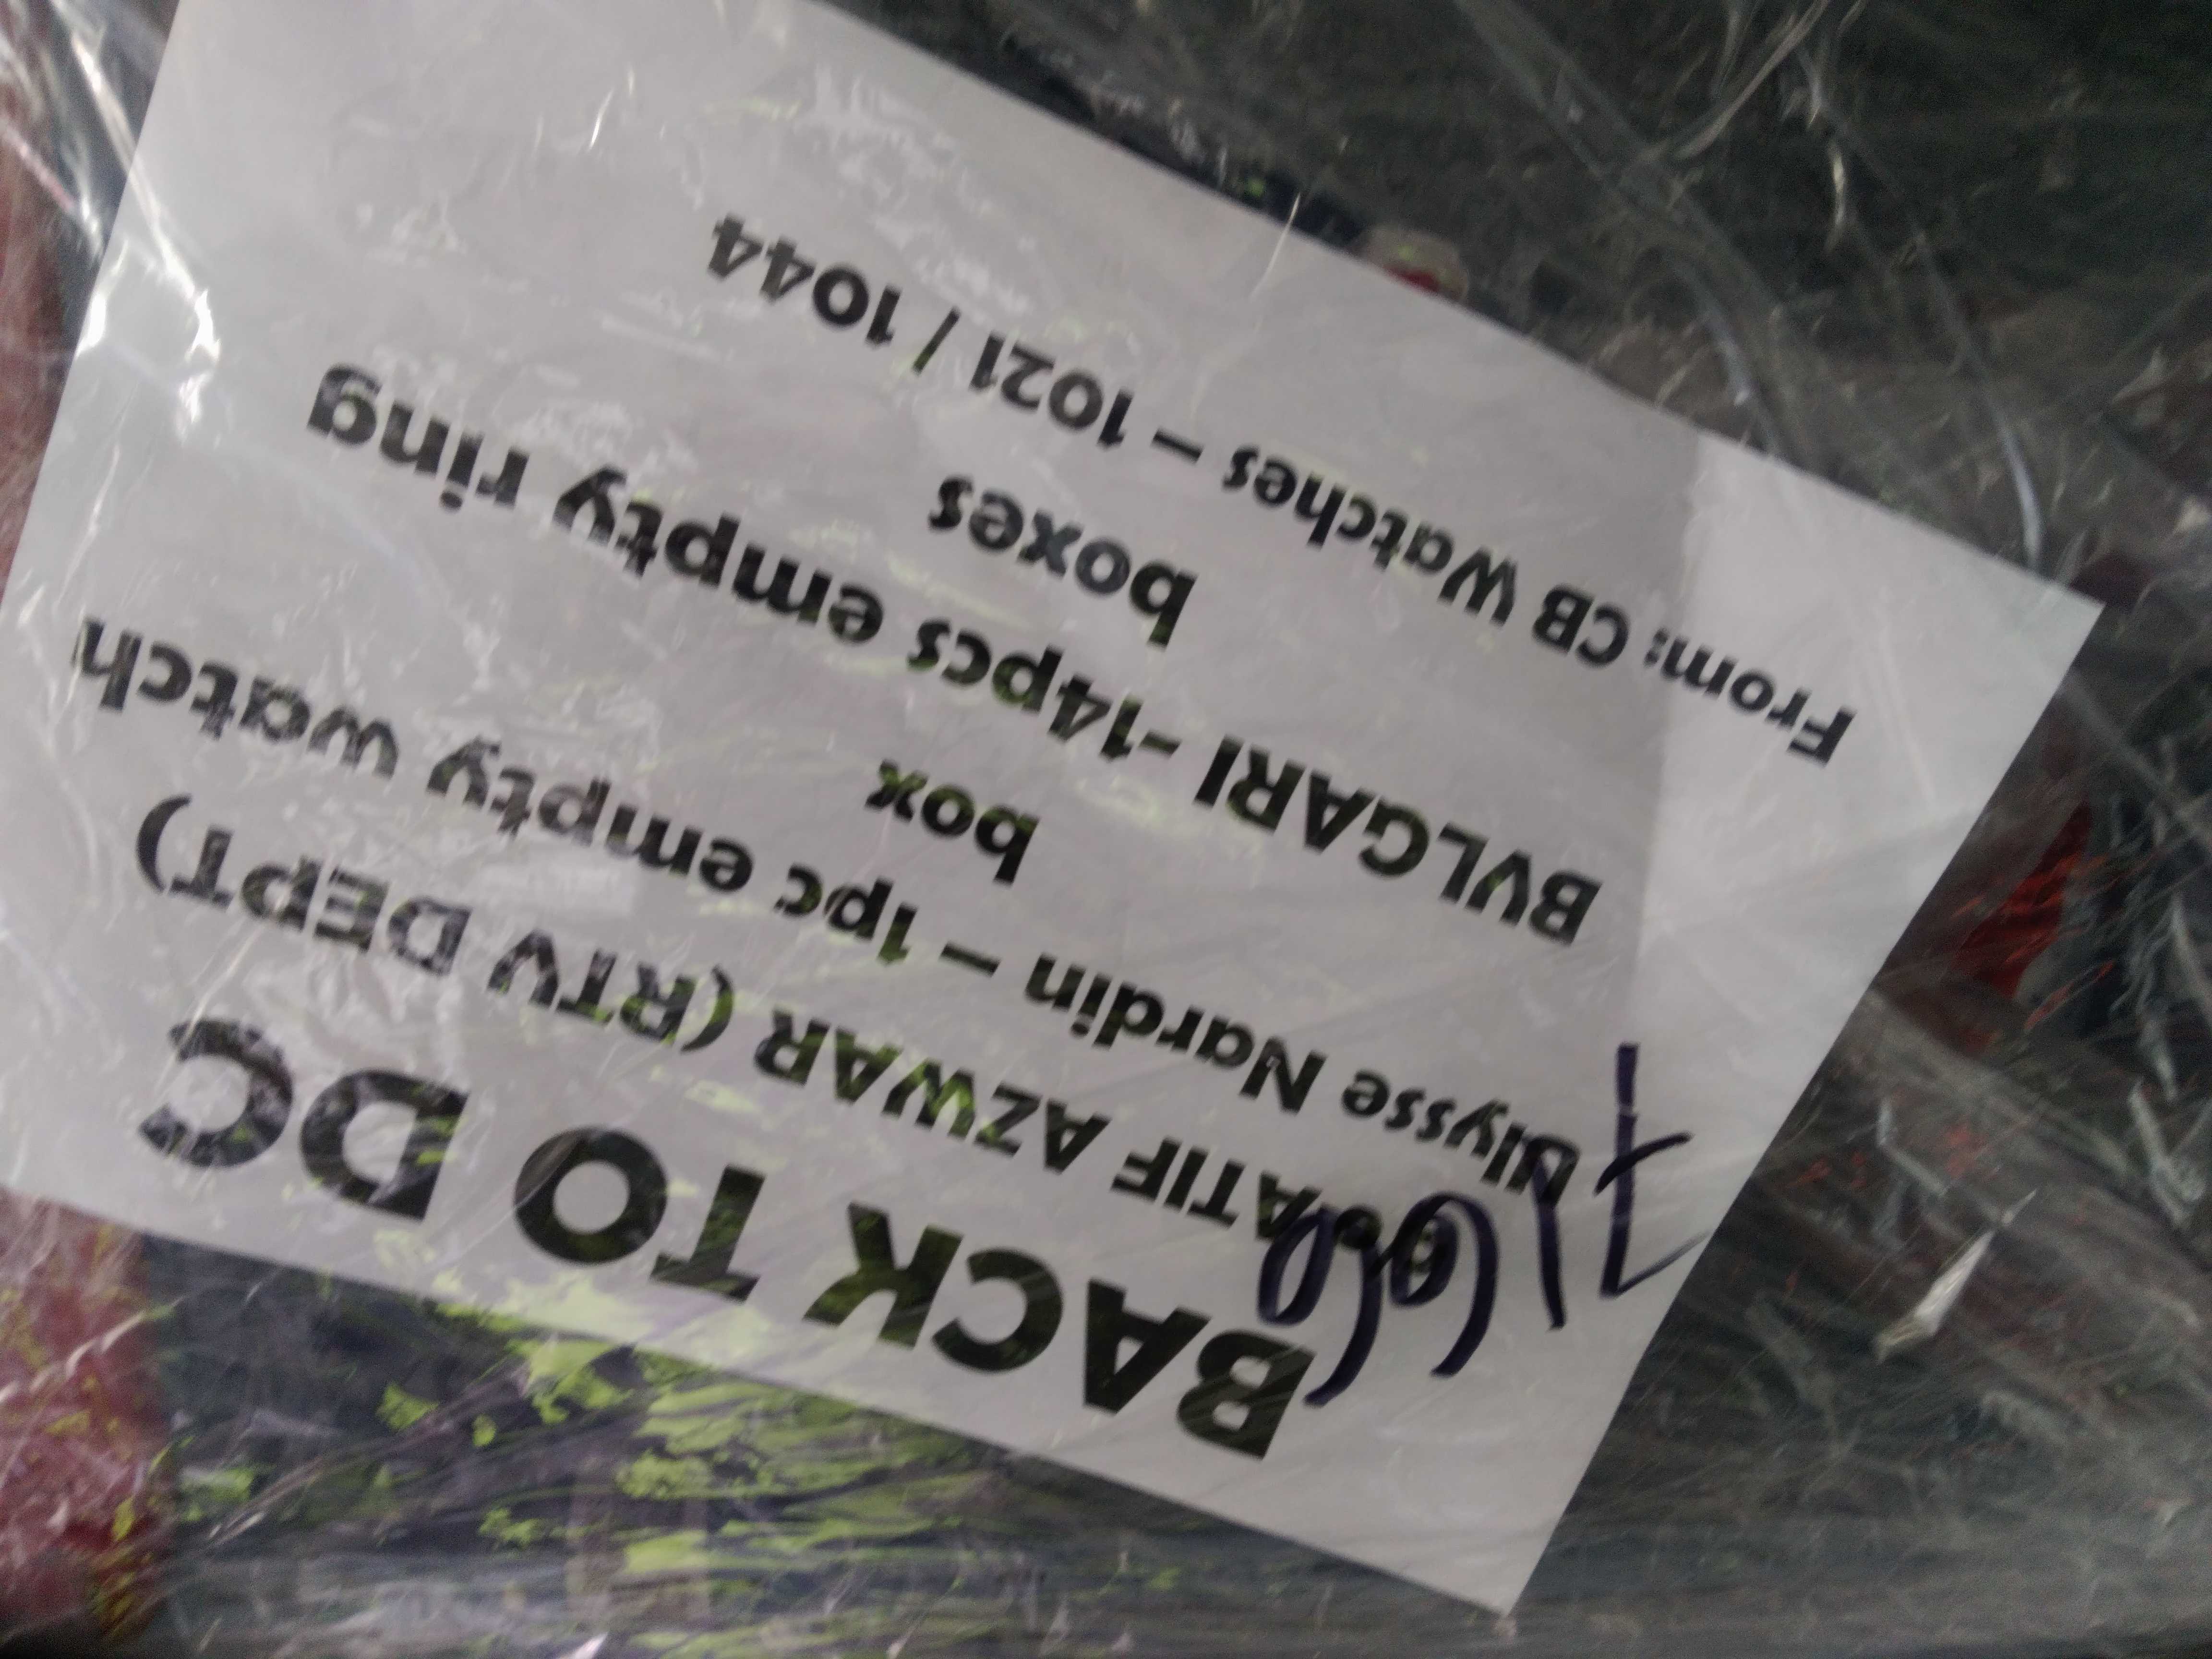 BACK TO DC
ATIF AZWAR (RTV DEPT)
Ulysse Nardin – 1pc empty watch
box
BVLGARI -14pcs empty ring
boxes
From: CB Watches – 1021 / 1044